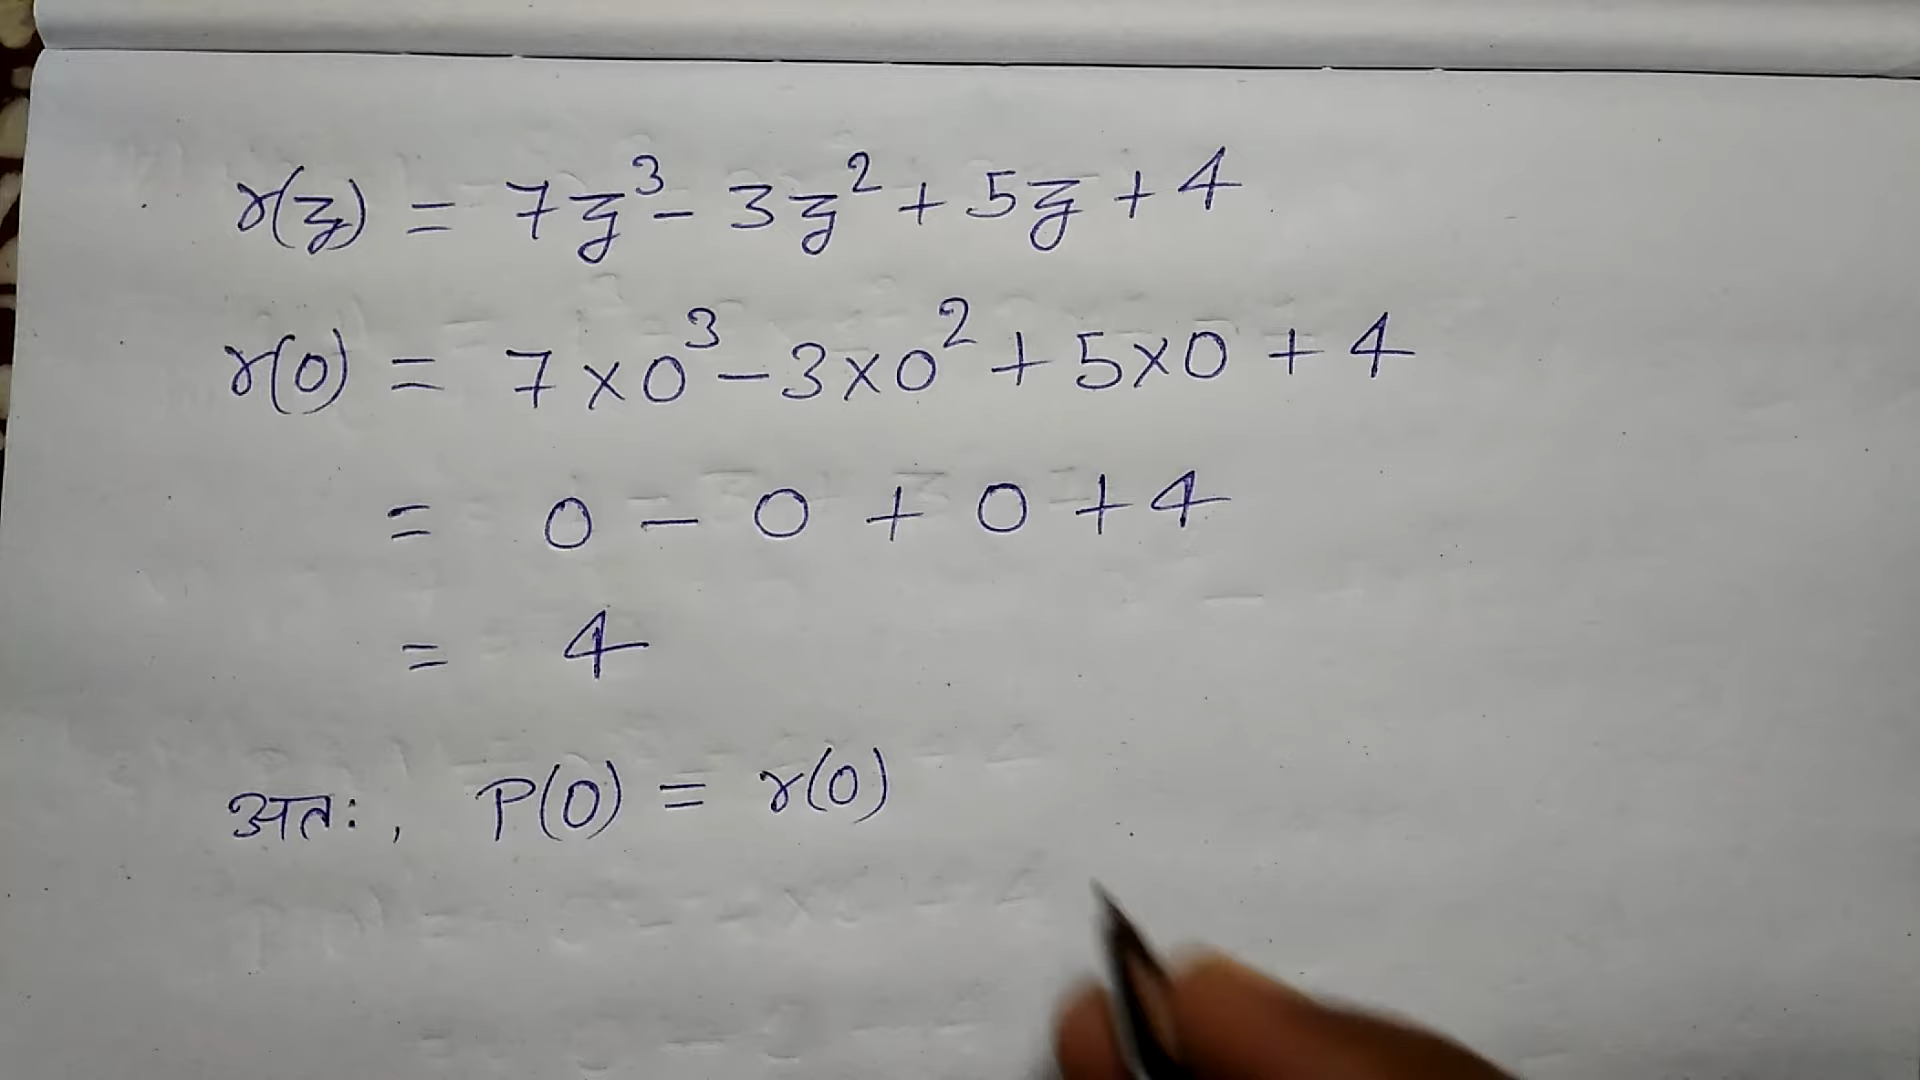 r(z) = 7z³ - 3z² + 5z + 4
r(0) = 7×0³ - 3×0² + 5×0 + 4
= 0 - 0 + 0 + 4
= 4
अतः, P(0) = r(0)